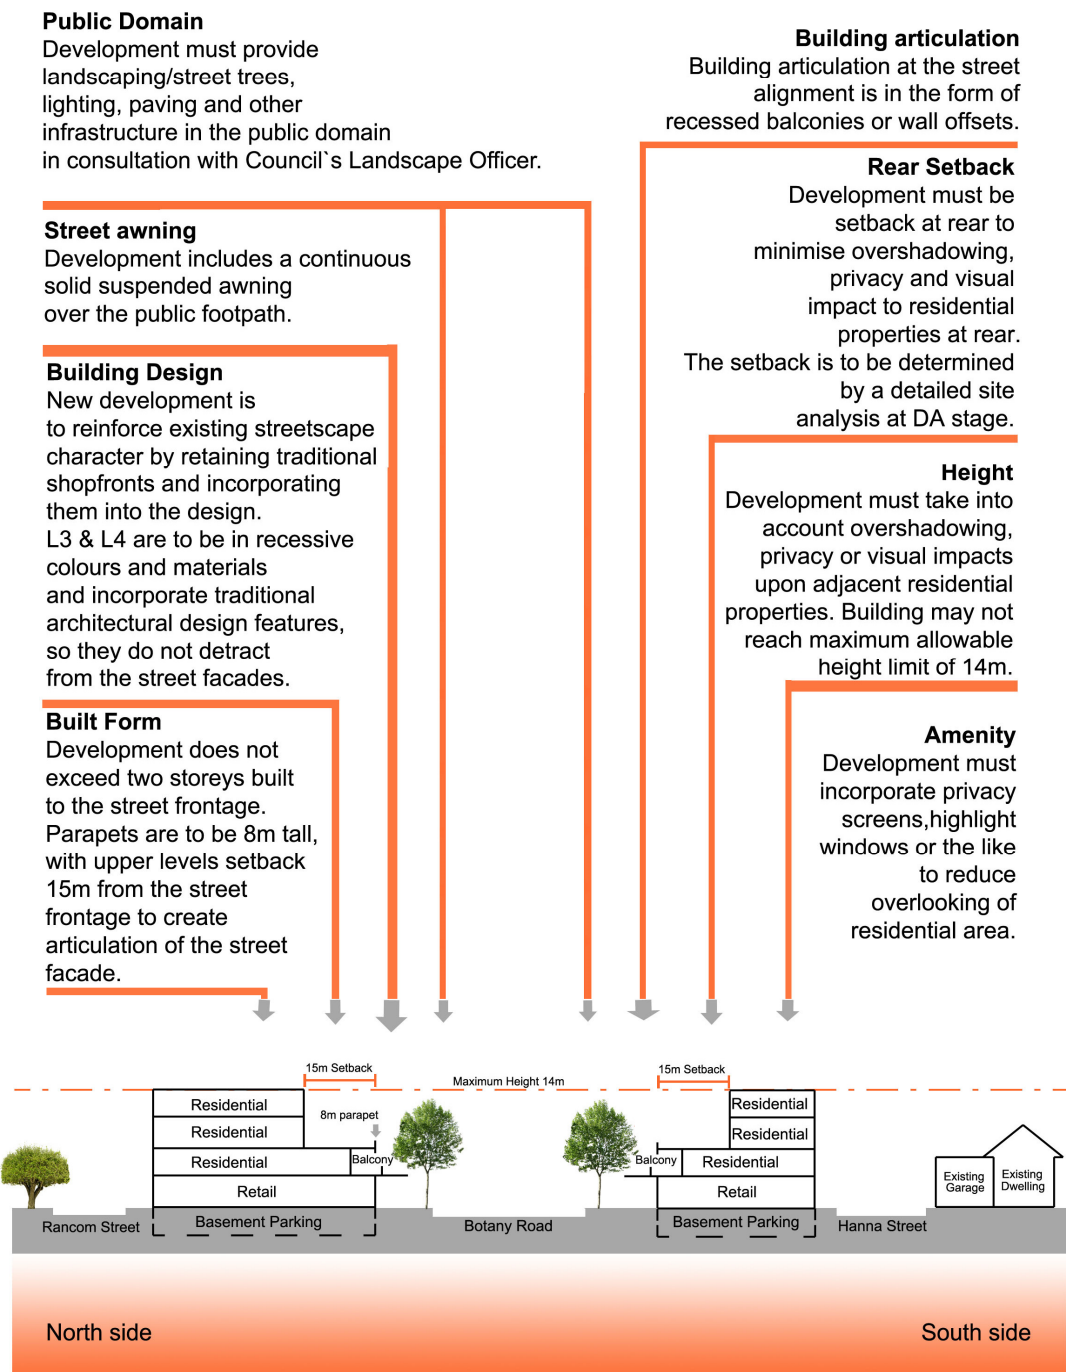 Public Domain
Development must provide
landscaping/street trees,
lighting, paving and other
infrastructure in the public domain
in consultation with Council`s Landscape Officer.
Street awning
Development includes a continuous
solid suspended awning
over the public footpath.
Building Design
New development is
to reinforce existing streetscape
character by retaining traditional
shopfronts and incorporating
them into the design.
L3 & L4 are to be in recessive
colours and materials
and incorporate traditional
architectural design features,
so they do not detract
from the street facades.
Built Form
Development does not
exceed two storeys built
to the street frontage.
Parapets are to be 8m tall,
with upper levels setback
15m from the street
frontage to create
articulation of the street
facade.
Building articulation
Building articulation at the street
alignment is in the form of
recessed balconies or wall offsets.
Rear Setback
Development must be
setback at rear to
minimise overshadowing,
privacy and visual
impact to residential
properties at rear.
The setback is to be determined
by a detailed site
analysis at DA stage.
Height
Development must take into
account overshadowing,
privacy or visual impacts
upon adjacent residential
properties. Building may not
reach maximum allowable
height limit of 14m.
Amenity
Development must
incorporate privacy
screens,highlight
windows or the like
to reduce
overlooking of
residential area.
15m Setback
Maximum Height 14m
15m Setback
Residential
8m parapet
Residential
Residential
Balcony
Retail
Basement Parking
Rancom Street
Botany Road
Residential
Residential
Balcony
Residential
Retail
Basement Parking
Hanna Street
Existing
Garage
Existing
Dwelling
North side
South side